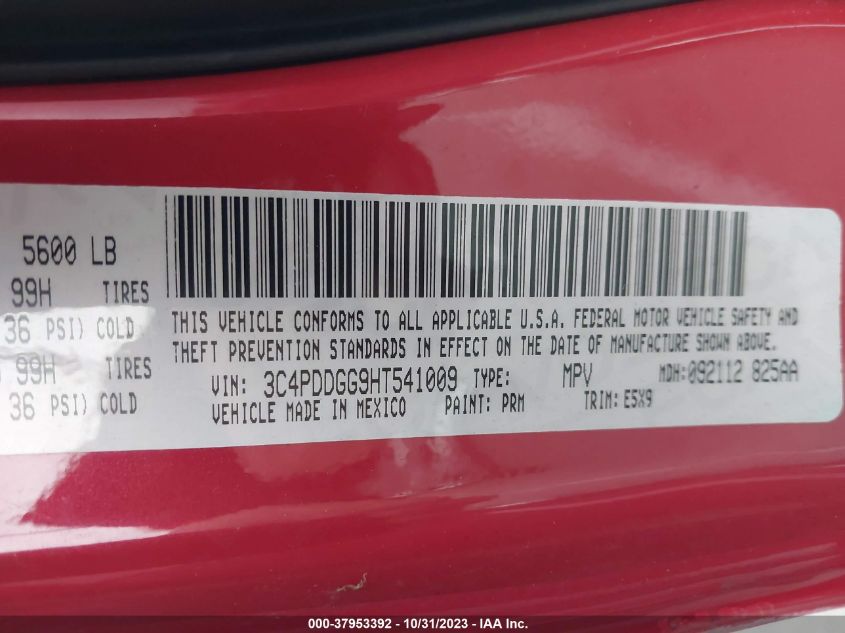 5600 LB
99H TIRES
36 PSI) COLD
99H TIRES
36 PSI) COLD
THIS VEHICLE CONFORMS TO ALL APPLICABLE U.S.A. FEDERAL MOTOR VEHICLE SAFETY AND
THEFT PREVENTION STANDARDS IN EFFECT ON THE DATE OF MANUFACTURE SHOWN ABOVE.
VIN: 3C4PDDGG9HT541009 TYPE: MPV MDH:092112 825AA
VEHICLE MADE IN MEXICO PAINT: PRM TRIM: E5X9
000-37953392 - 10/31/2023 - © Copyright 2023 - IAA, Inc.